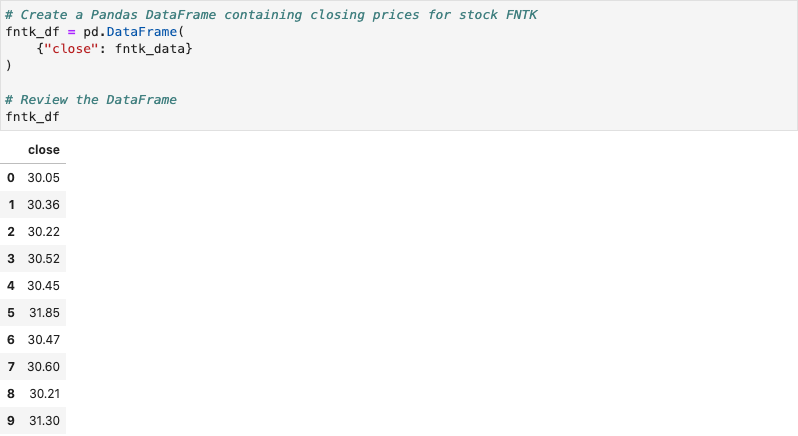 # Create a Pandas DataFrame containing closing prices for stock FNTK
fntk_df = pd.DataFrame(
    {"close": fntk_data}
)
# Review the DataFrame
fntk_df
close
0 30.05
1 30.36
2 30.22
3 30.52
4 30.45
5 31.85
6 30.47
7 30.60
8 30.21
9 31.30